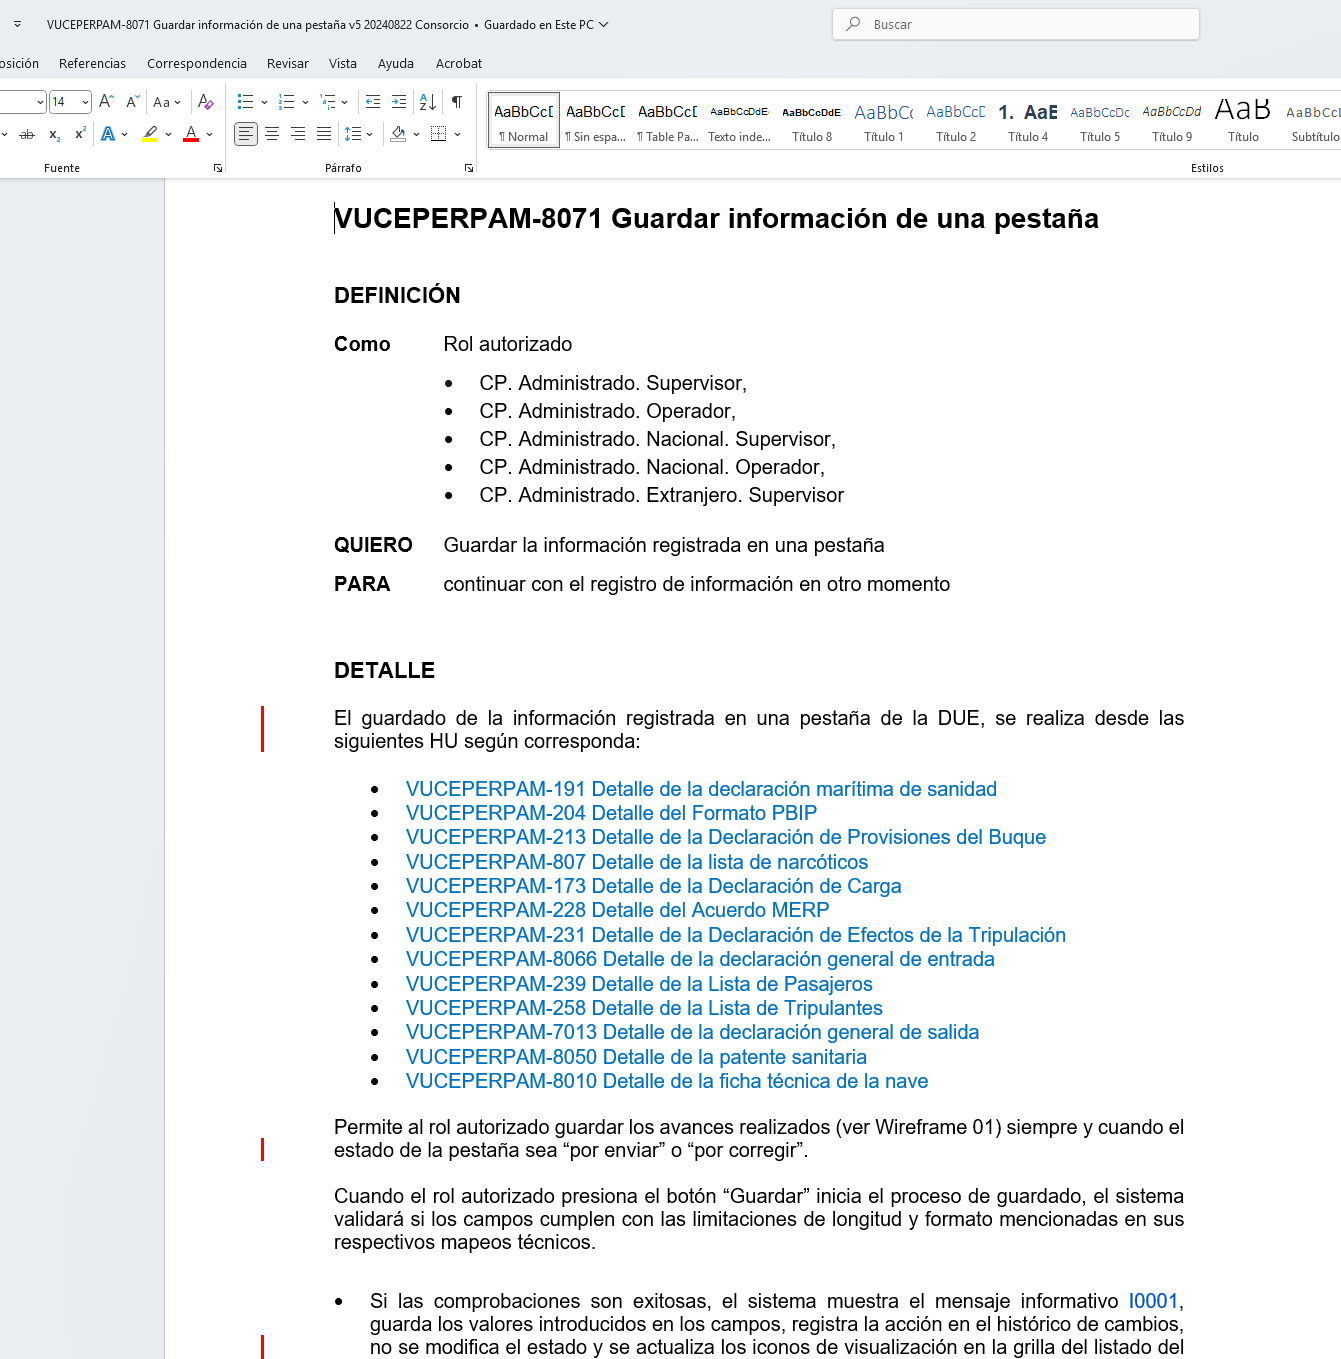 VUCEPERPAM-8071 Guardar información de una pestaña v5 20240822 Consorcio • Guardado en Este PC
Buscar
osición Referencias Correspondencia Revisar Vista Ayuda Acrobat
14 Aa
Fuente Párrafo Estilos
AaBbCcD AaBbCcD AaBbCcD AaBbCcDdE AaBbCcDdE AaBbCc AaBbCcD 1. AaB AaBbCcDc AaBbCcDd AaB AaBbCcD
¶ Normal ¶ Sin espa... ¶ Table Pa... Texto inde... Título 8 Título 1 Título 2 Título 4 Título 5 Título 9 Título Subtítulo
VUCEPERPAM-8071 Guardar información de una pestaña
DEFINICIÓN
Como Rol autorizado
• CP. Administrado. Supervisor,
• CP. Administrado. Operador,
• CP. Administrado. Nacional. Supervisor,
• CP. Administrado. Nacional. Operador,
• CP. Administrado. Extranjero. Supervisor
QUIERO Guardar la información registrada en una pestaña
PARA continuar con el registro de información en otro momento
DETALLE
El guardado de la información registrada en una pestaña de la DUE, se realiza desde las
siguientes HU según corresponda:
• VUCEPERPAM-191 Detalle de la declaración marítima de sanidad
• VUCEPERPAM-204 Detalle del Formato PBIP
• VUCEPERPAM-213 Detalle de la Declaración de Provisiones del Buque
• VUCEPERPAM-807 Detalle de la lista de narcóticos
• VUCEPERPAM-173 Detalle de la Declaración de Carga
• VUCEPERPAM-228 Detalle del Acuerdo MERP
• VUCEPERPAM-231 Detalle de la Declaración de Efectos de la Tripulación
• VUCEPERPAM-8066 Detalle de la declaración general de entrada
• VUCEPERPAM-239 Detalle de la Lista de Pasajeros
• VUCEPERPAM-258 Detalle de la Lista de Tripulantes
• VUCEPERPAM-7013 Detalle de la declaración general de salida
• VUCEPERPAM-8050 Detalle de la patente sanitaria
• VUCEPERPAM-8010 Detalle de la ficha técnica de la nave
Permite al rol autorizado guardar los avances realizados (ver Wireframe 01) siempre y cuando el
estado de la pestaña sea “por enviar” o “por corregir”.
Cuando el rol autorizado presiona el botón “Guardar” inicia el proceso de guardado, el sistema
validará si los campos cumplen con las limitaciones de longitud y formato mencionadas en sus
respectivos mapeos técnicos.
• Si las comprobaciones son exitosas, el sistema muestra el mensaje informativo I0001,
guarda los valores introducidos en los campos, registra la acción en el histórico de cambios,
no se modifica el estado y se actualiza los iconos de visualización en la grilla del listado del